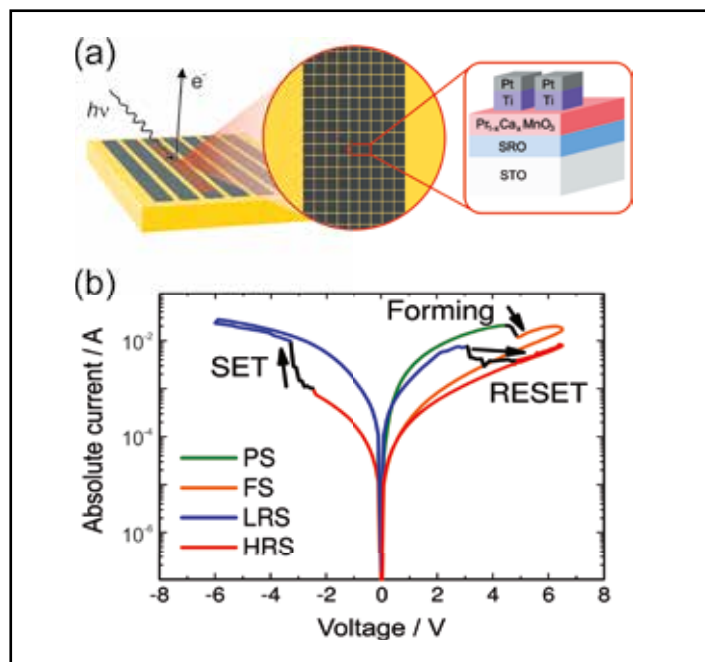 (a)
hν
e⁻
Pt Pt
Ti Ti
Pr₁₋ₓCaₓMnO₃
SRO
STO
(b)
Absolute current / A
10⁻²
10⁻⁴
10⁻⁶
Forming
SET
RESET
PS
FS
LRS
HRS
-8 -6 -4 -2 0 2 4 6 8
Voltage / V